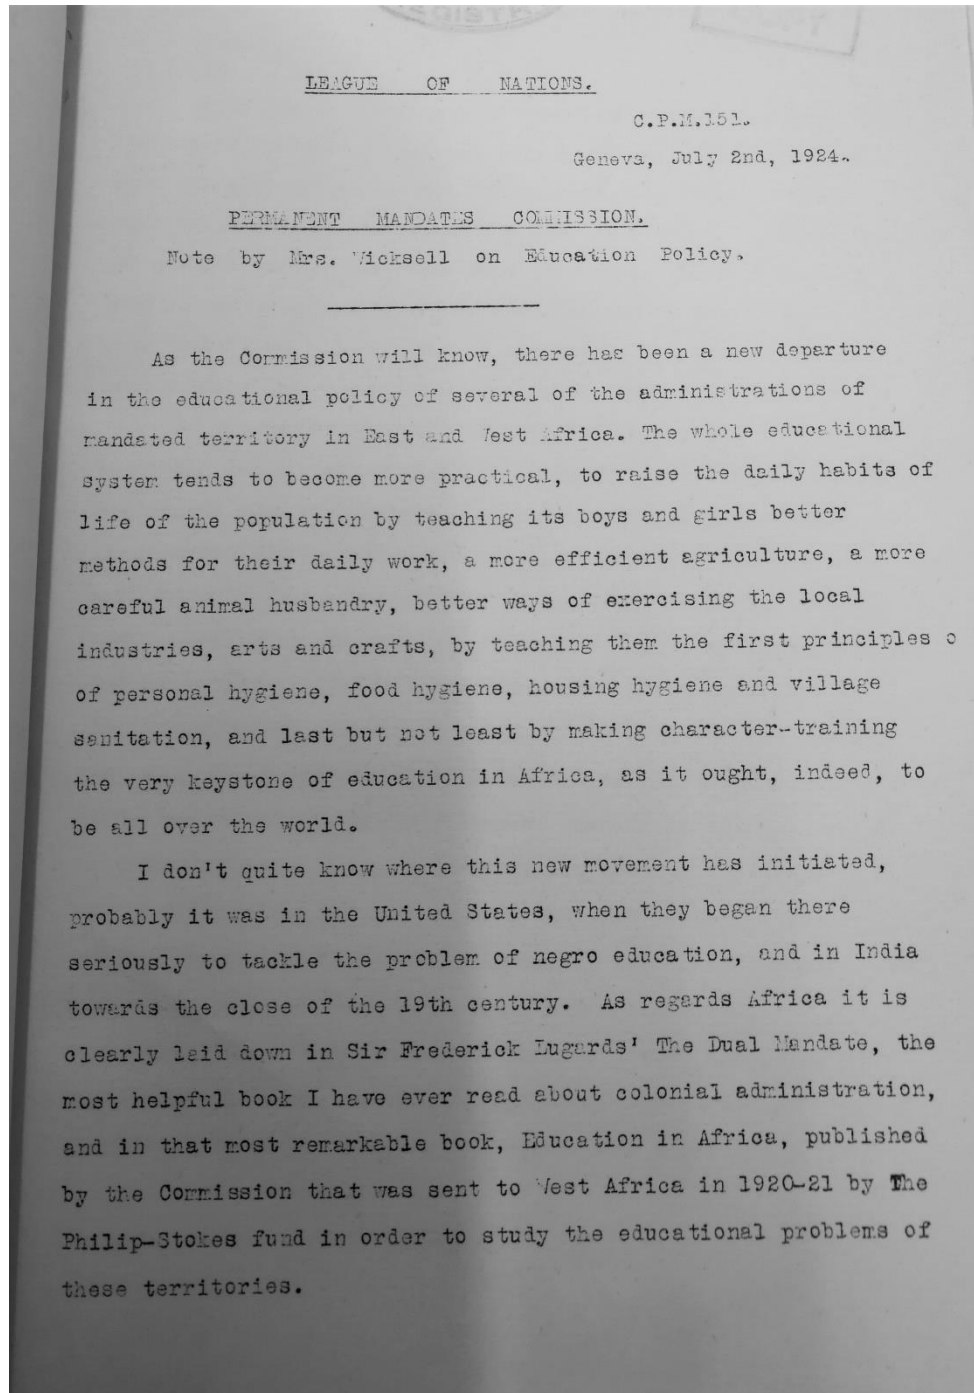 LEAGUE OF NATIONS.
C.P.M.151.
Geneva, July 2nd, 1924.
PERMANENT MANDATES COMMISSION.
Note by Mrs. Wicksell on Education Policy.
As the Commission will know, there has been a new departure
in the educational policy of several of the administrations of
mandated territory in East and West Africa. The whole educational
system tends to become more practical, to raise the daily habits of
life of the population by teaching its boys and girls better
methods for their daily work, a more efficient agriculture, a more
careful animal husbandry, better ways of exercising the local
industries, arts and crafts, by teaching them the first principles o
of personal hygiene, food hygiene, housing hygiene and village
sanitation, and last but not least by making character-training
the very keystone of education in Africa, as it ought, indeed, to
be all over the world.
I don't quite know where this new movement has initiated,
probably it was in the United States, when they began there
seriously to tackle the problem of negro education, and in India
towards the close of the 19th century. As regards Africa it is
clearly laid down in Sir Frederick Lugards' The Dual Mandate, the
most helpful book I have ever read about colonial administration,
and in that most remarkable book, Education in Africa, published
by the Commission that was sent to West Africa in 1920-21 by The
Philip-Stokes fund in order to study the educational problems of
these territories.